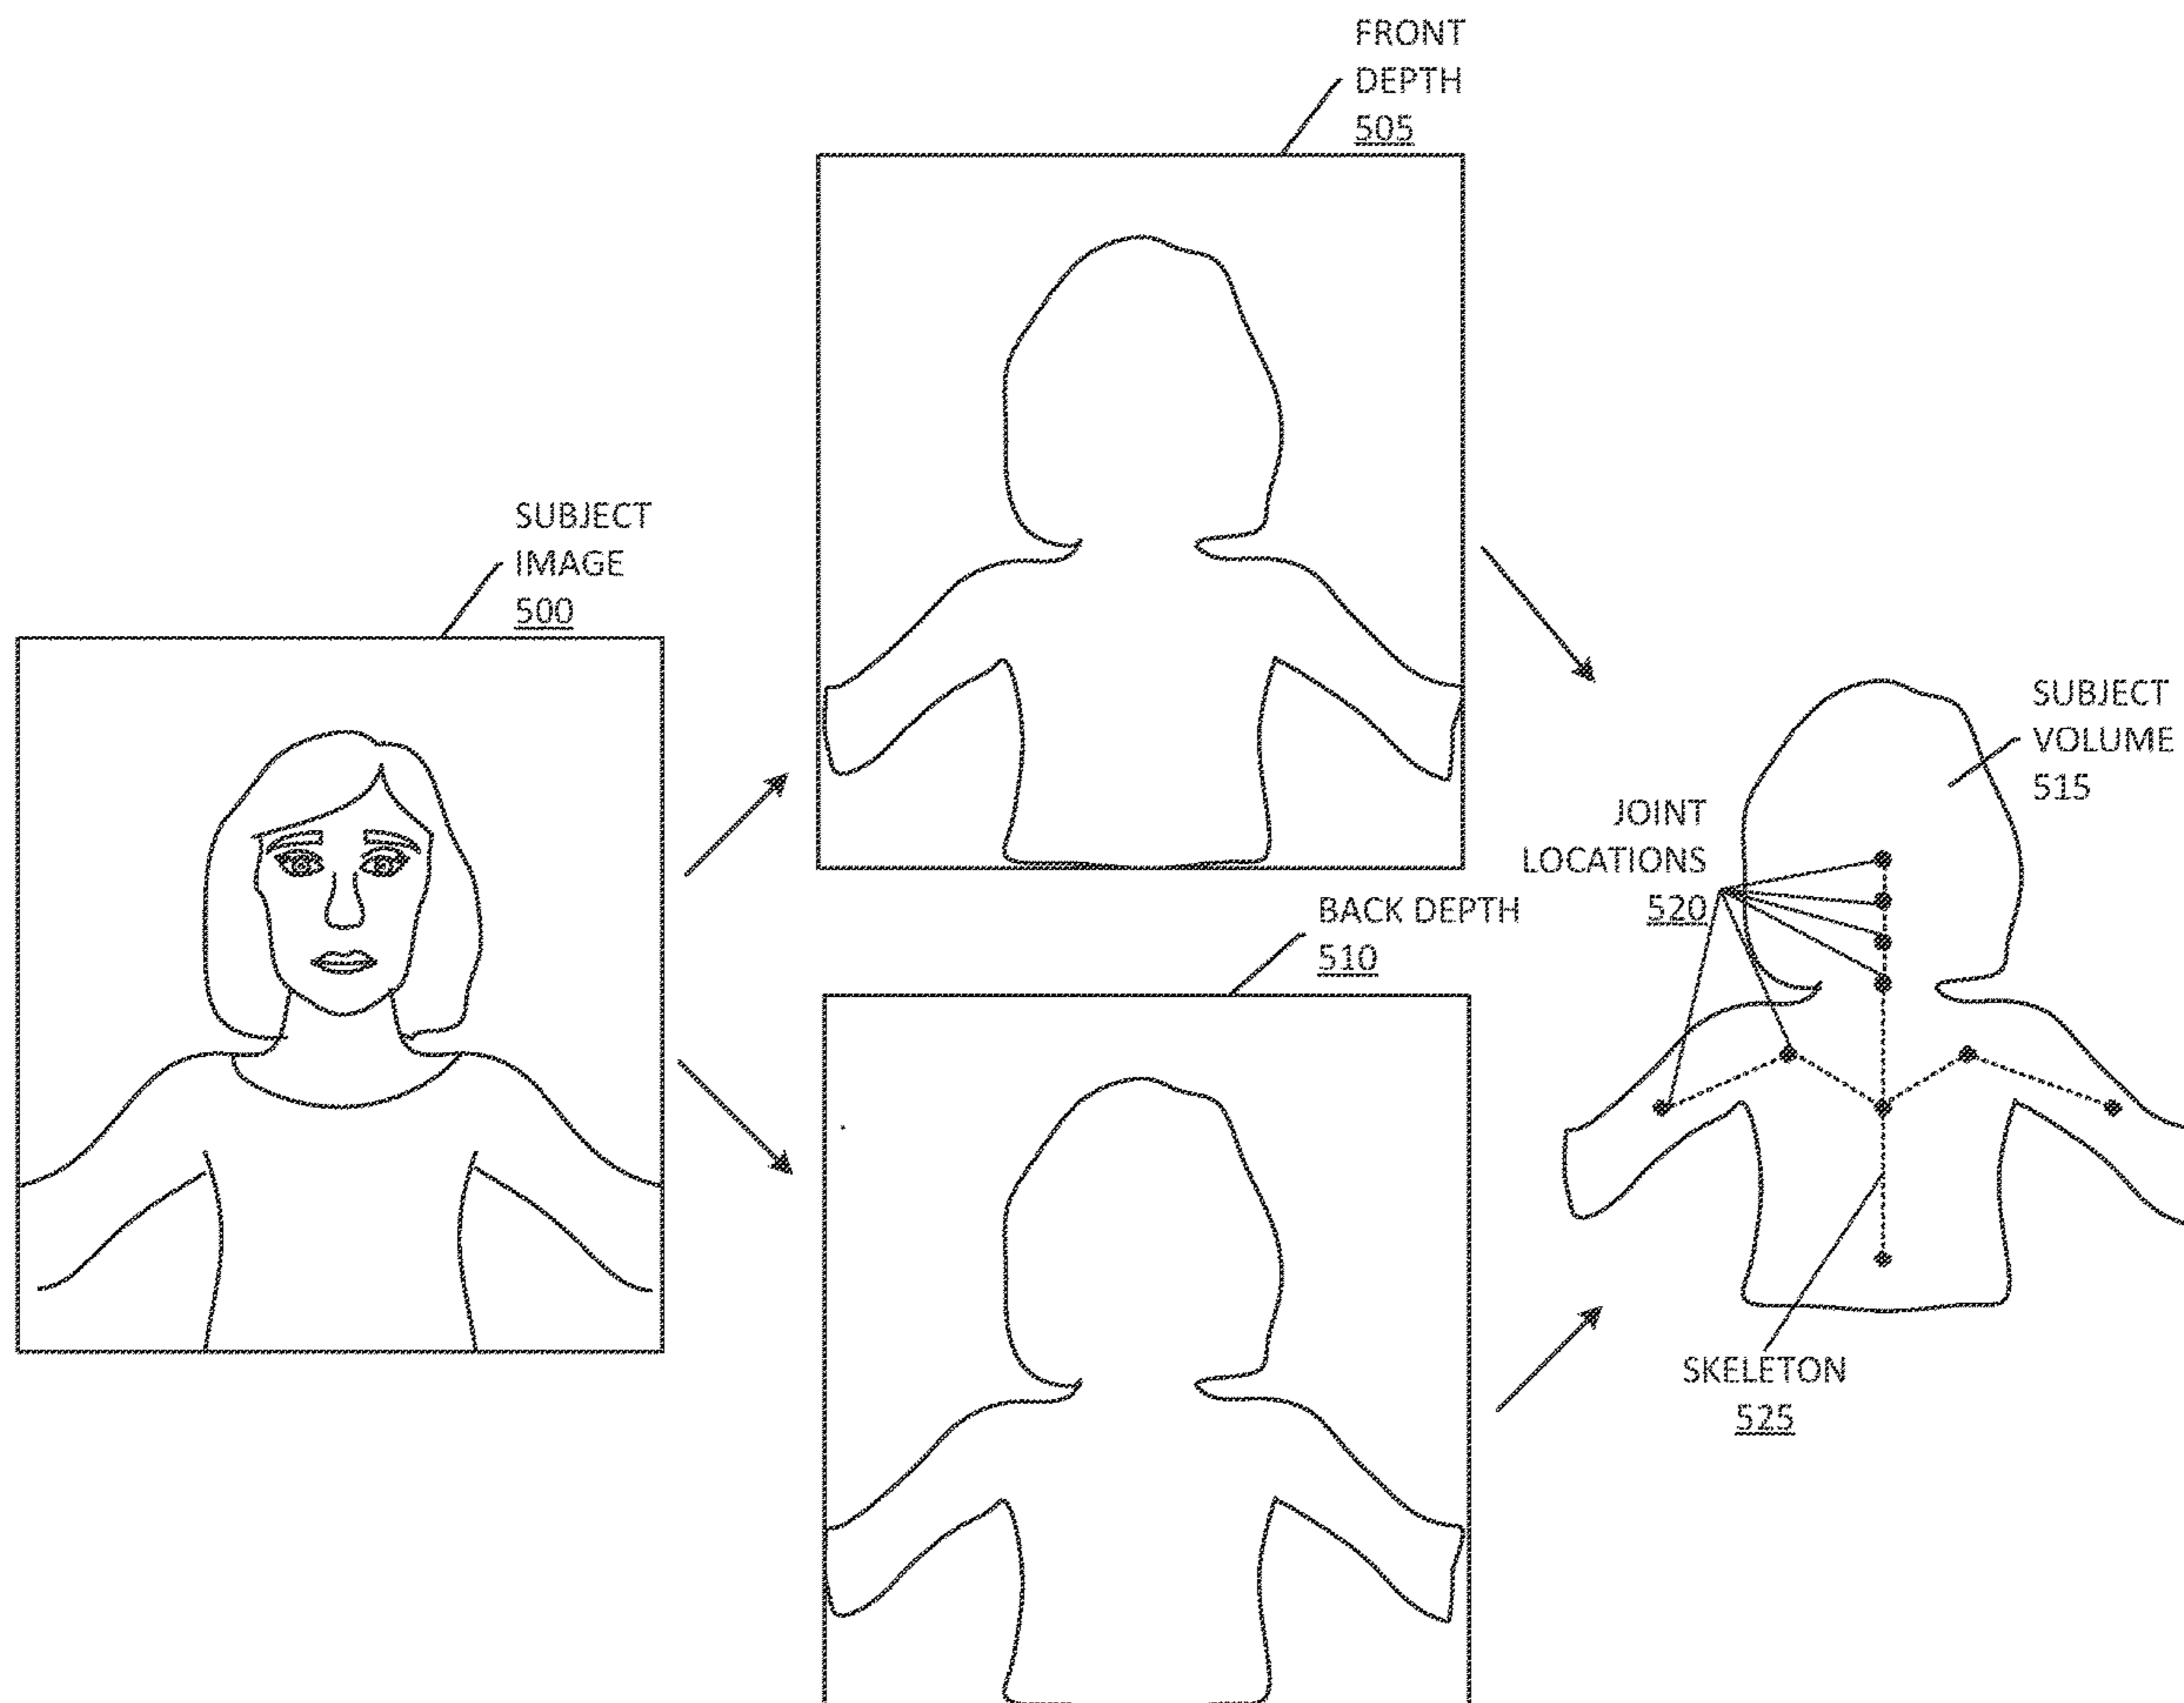 FRONT
DEPTH
505
SUBJECT
IMAGE
500
SUBJECT
VOLUME
515
JOINT
LOCATIONS
520
BACK DEPTH
510
SKELETON
525